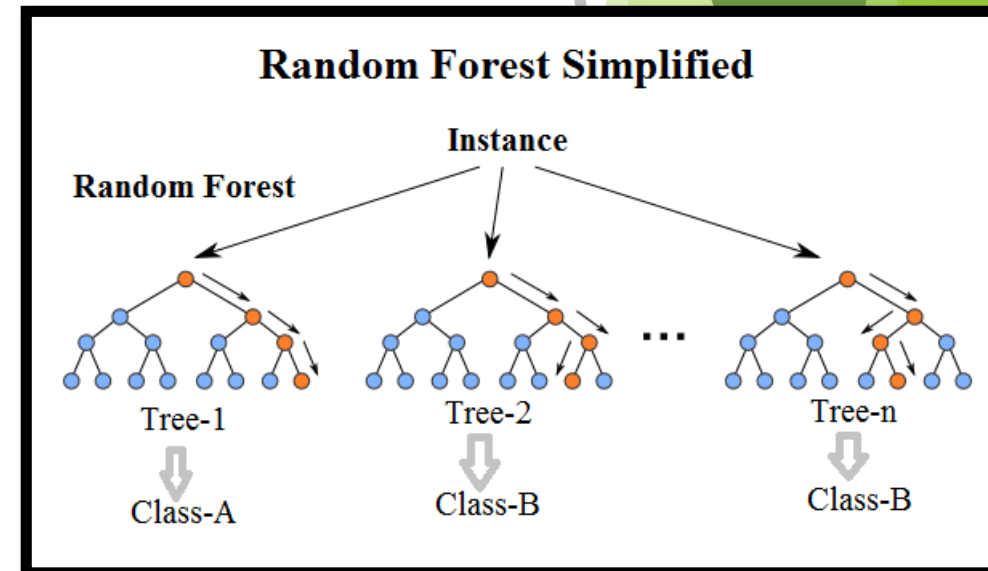 Random Forest Simplified
Instance
Random Forest
...
Tree-1
Tree-2
Tree-n
Class-A
Class-B
Class-B